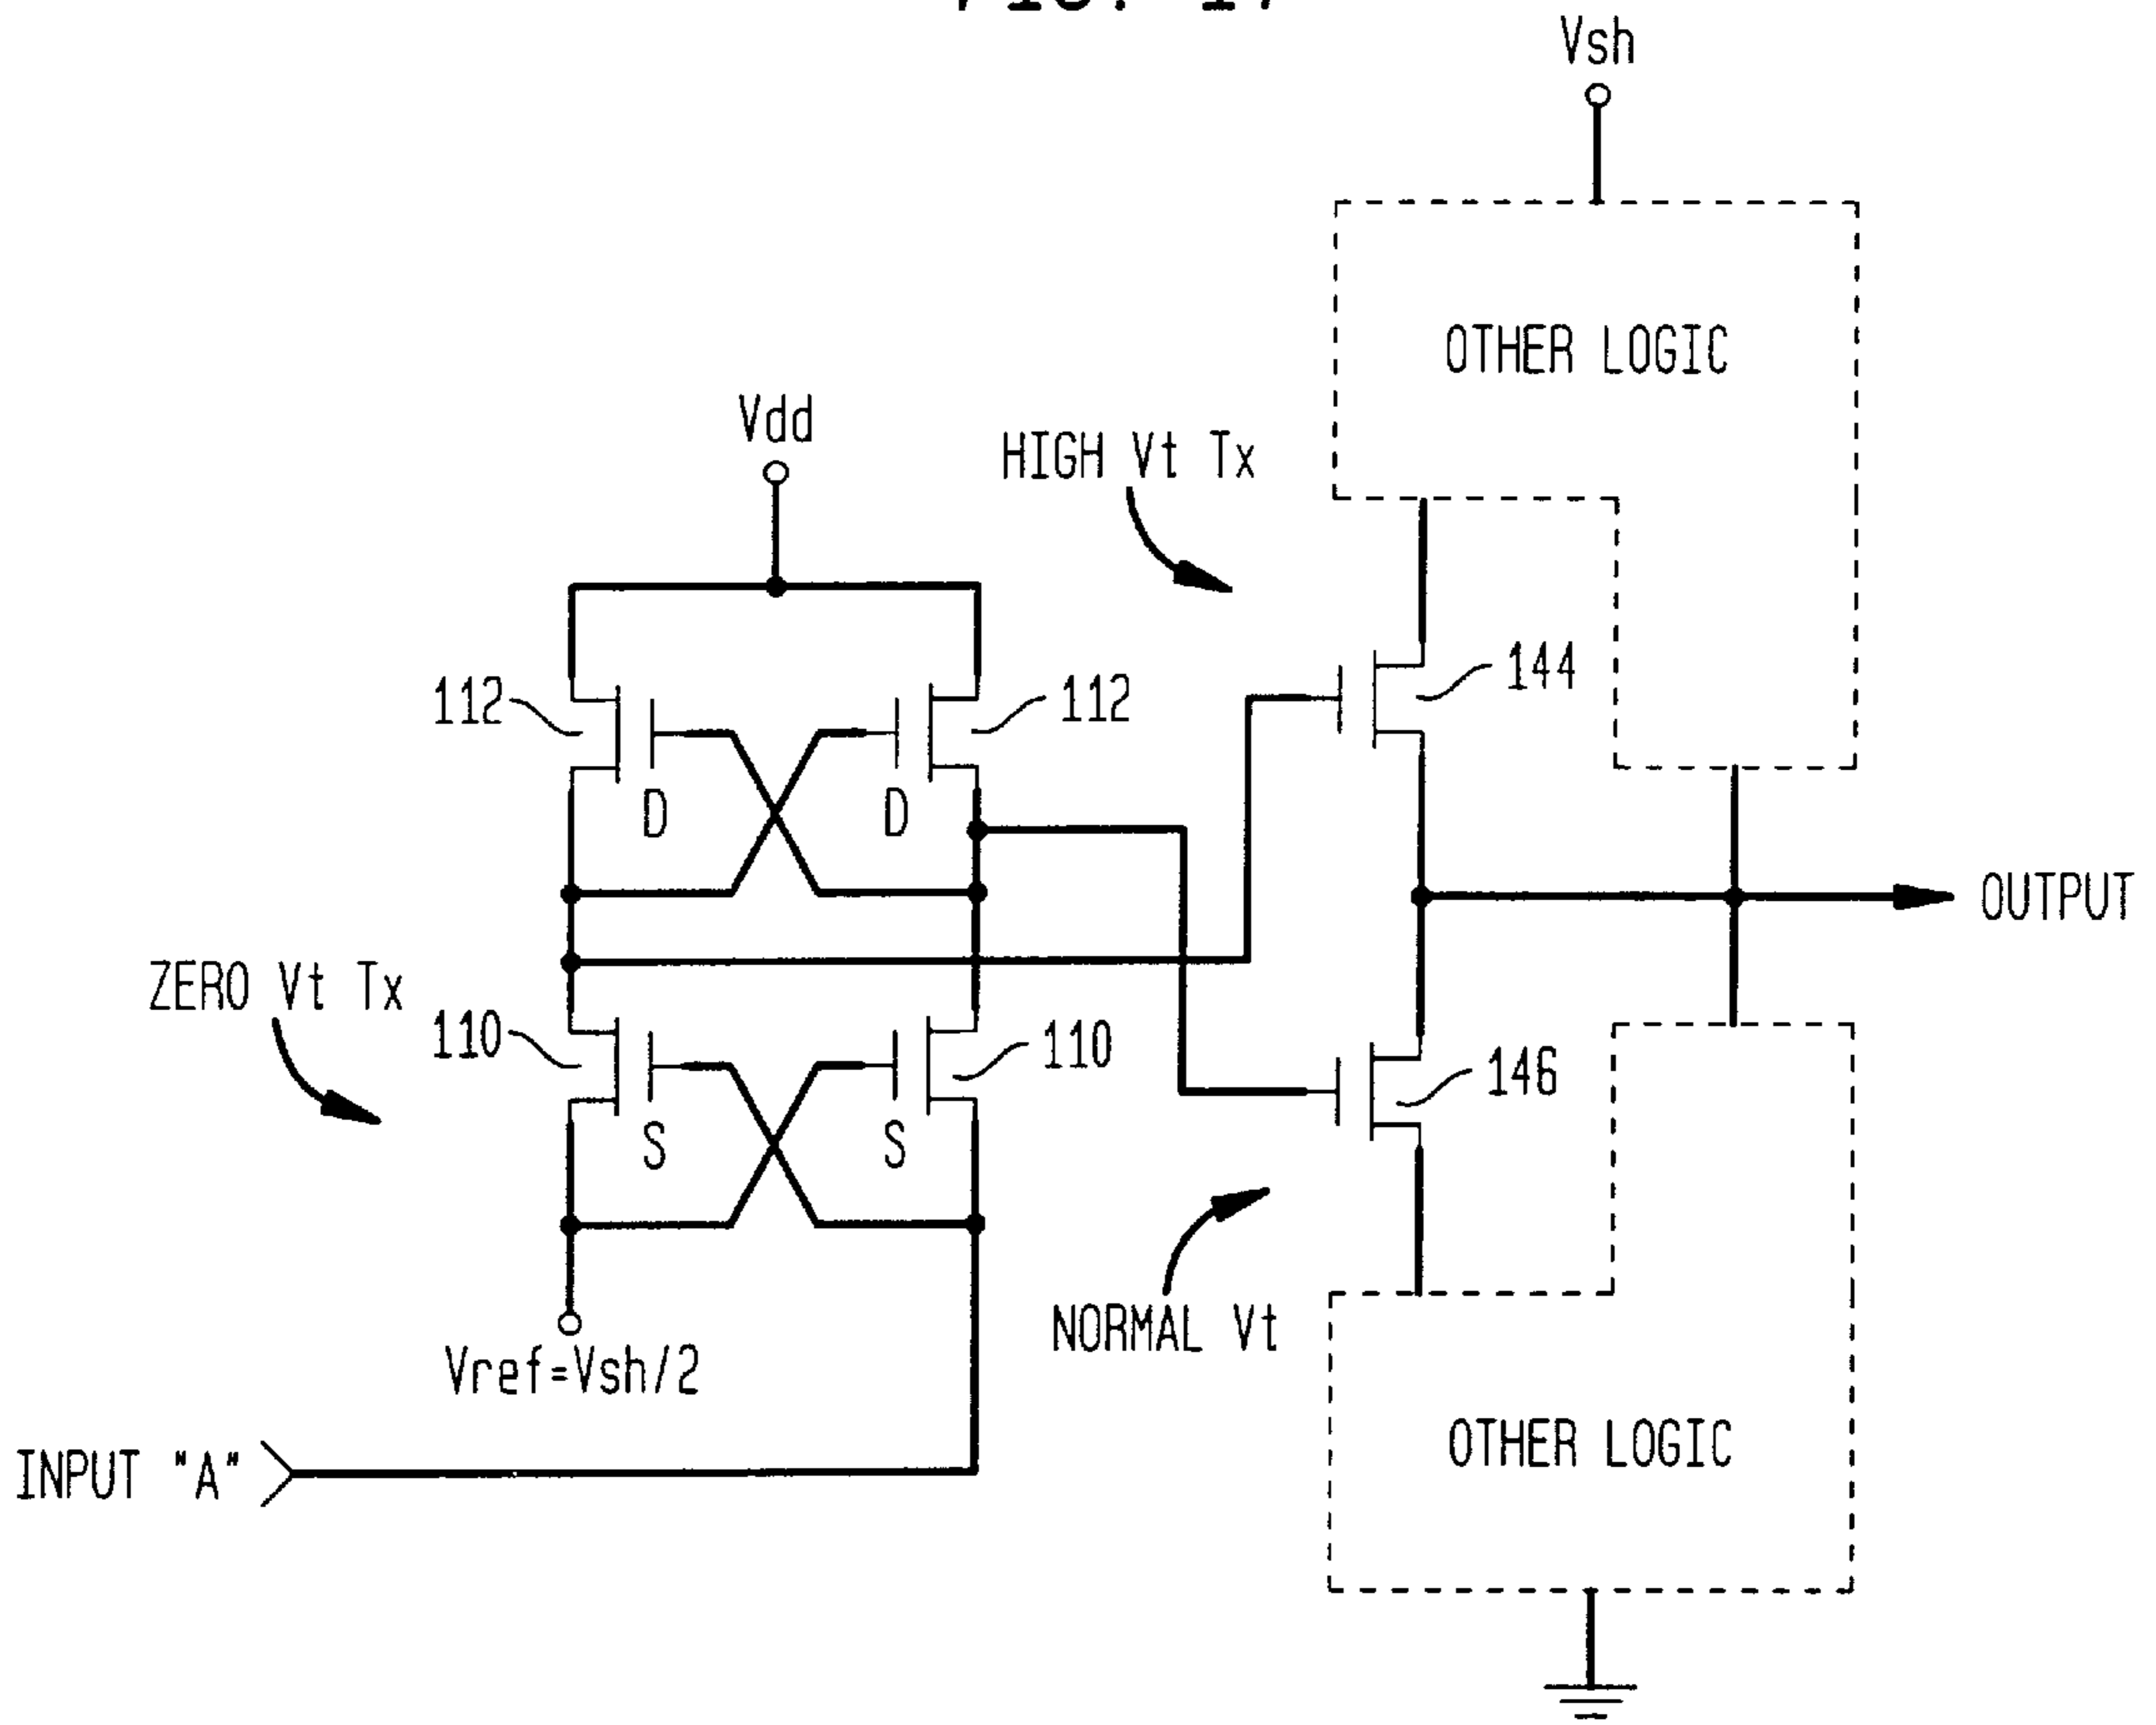 Vsh
OTHER LOGIC
Vdd
HIGH Vt Tx
112
112
144
D
D
OUTPUT
ZERO Vt Tx
110
110
146
S
S
NORMAL Vt
Vref=Vsh/2
OTHER LOGIC
INPUT "A"